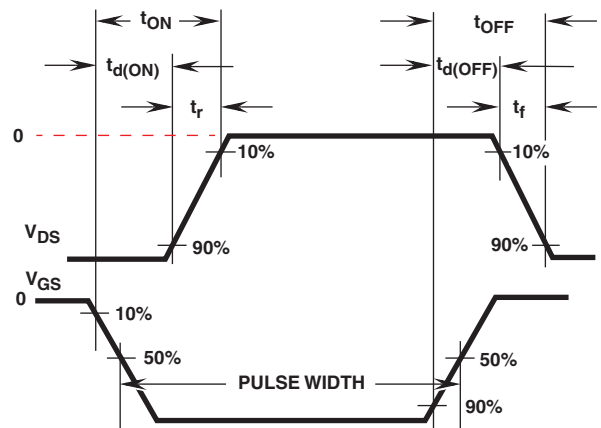 tON
tOFF
td(ON)
td(OFF)
tr
tf
0
10%
10%
VDS
90%
90%
VGS
0
10%
50%
50%
PULSE WIDTH
90%